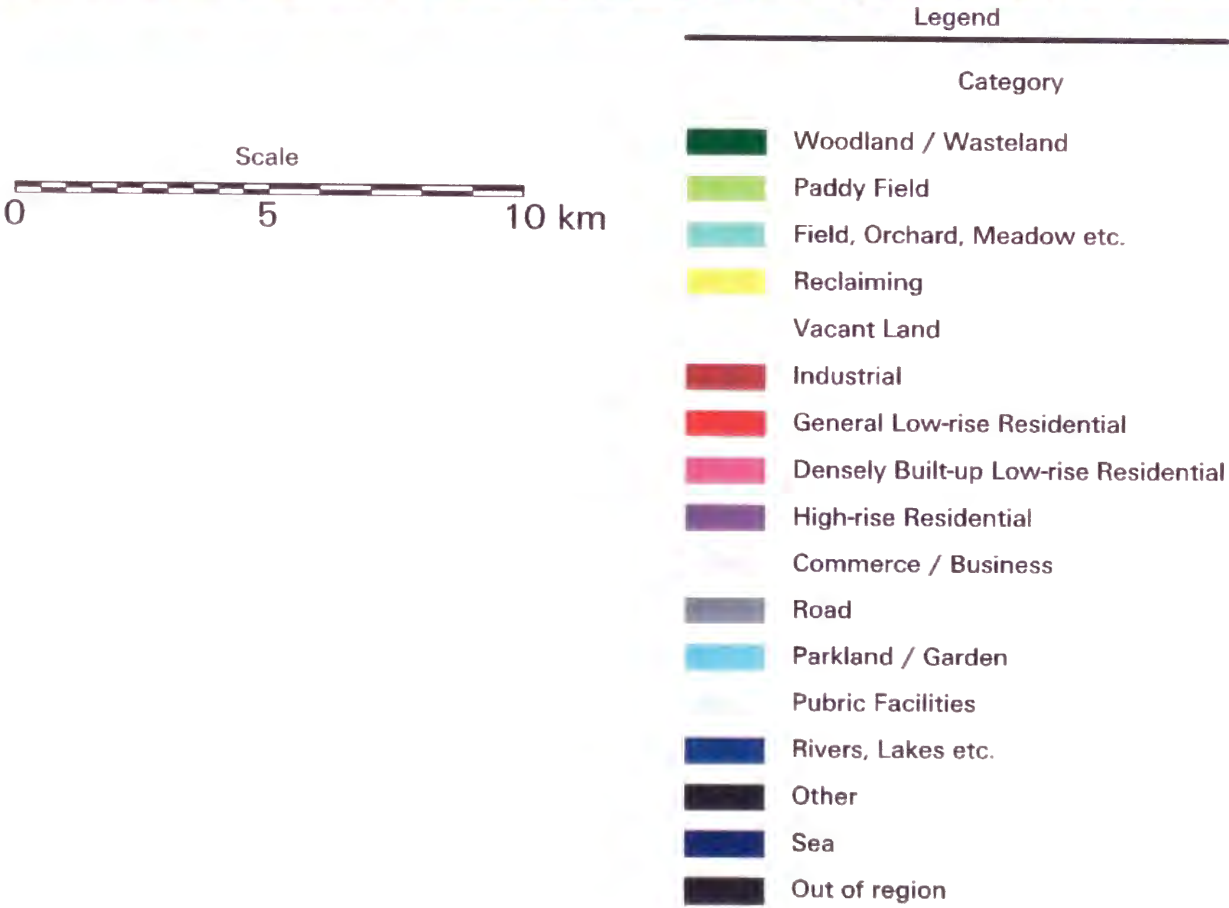 Legend
Category
Scale
0 5 10 km
Woodland / Wasteland
Paddy Field
Field, Orchard, Meadow etc.
Reclaiming
Vacant Land
Industrial
General Low-rise Residential
Densely Built-up Low-rise Residential
High-rise Residential
Commerce / Business
Road
Parkland / Garden
Pubric Facilities
Rivers, Lakes etc.
Other
Sea
Out of region